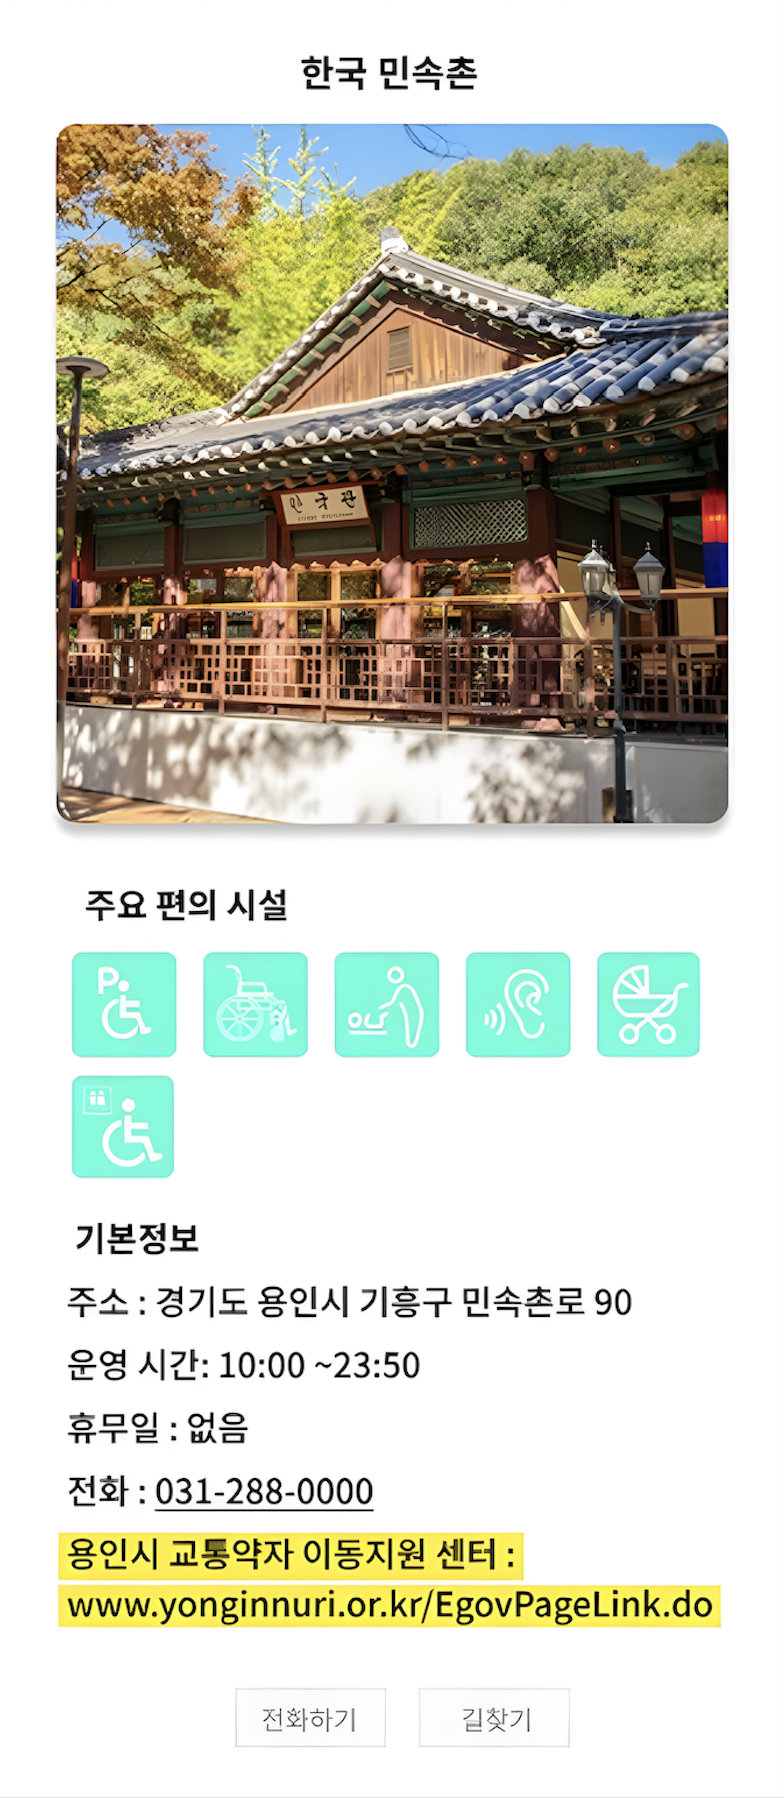 한국 민속촌
민국관
주요 편의 시설
P
기본정보
주소 : 경기도 용인시 기흥구 민속촌로 90
운영 시간: 10:00 ~23:50
휴무일 : 없음
전화 : 031-288-0000
용인시 교통약자 이동지원 센터 :
www.yonginnuri.or.kr/EgovPageLink.do
전화하기 길찾기